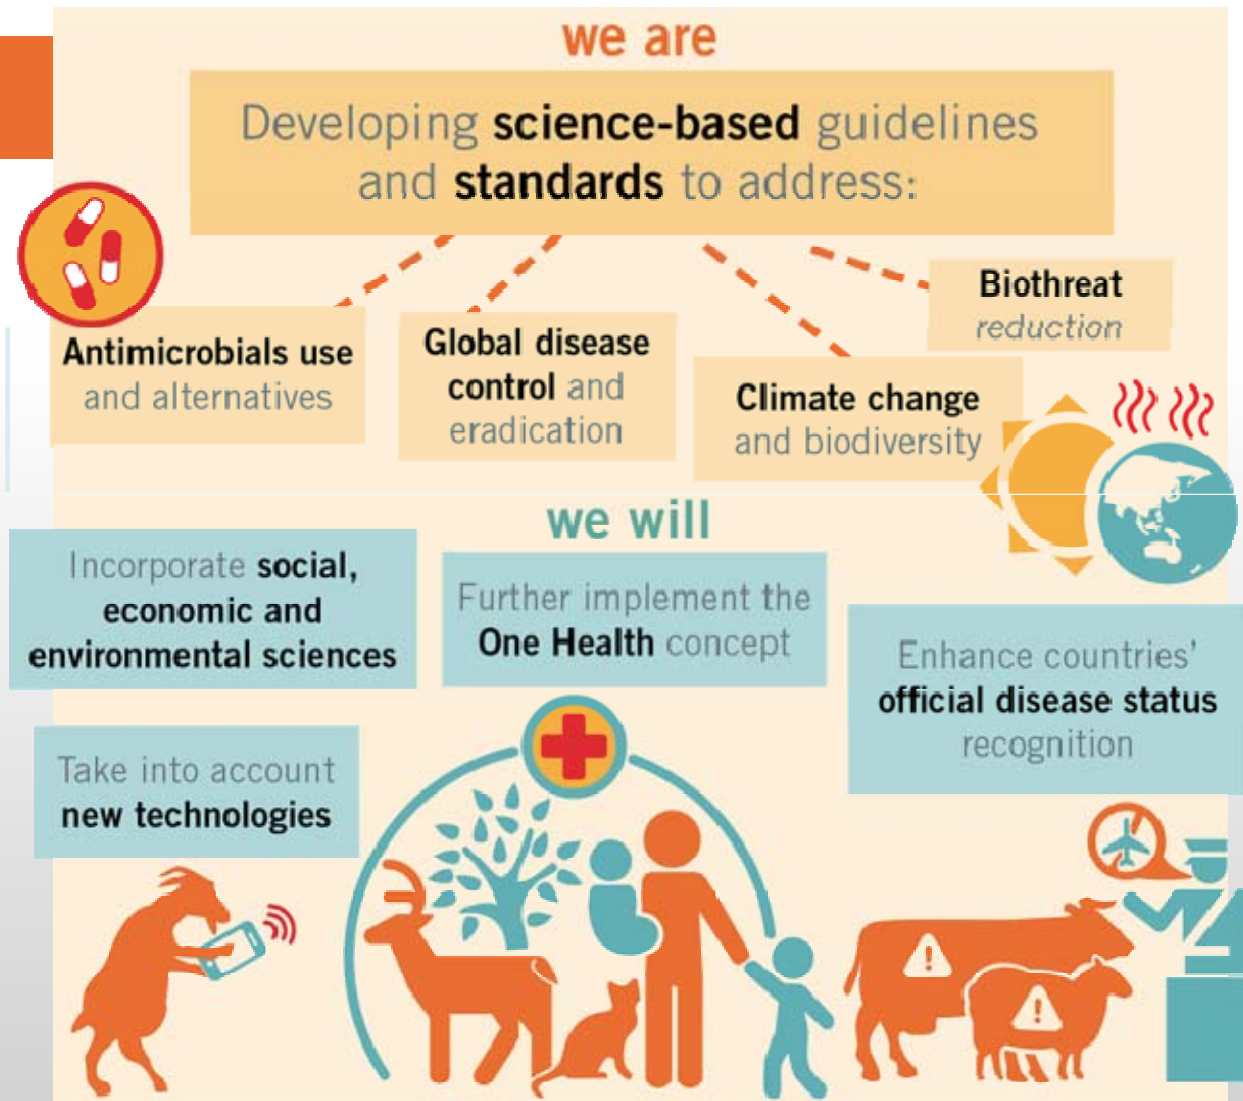 we are
Developing science-based guidelines
and standards to address:
Antimicrobials use
and alternatives
Global disease
control and
eradication
Climate change
and biodiversity
Biothreat
reduction
we will
Incorporate social,
economic and
environmental sciences
Further implement the
One Health concept
Enhance countries'
official disease status
recognition
Take into account
new technologies
!
!